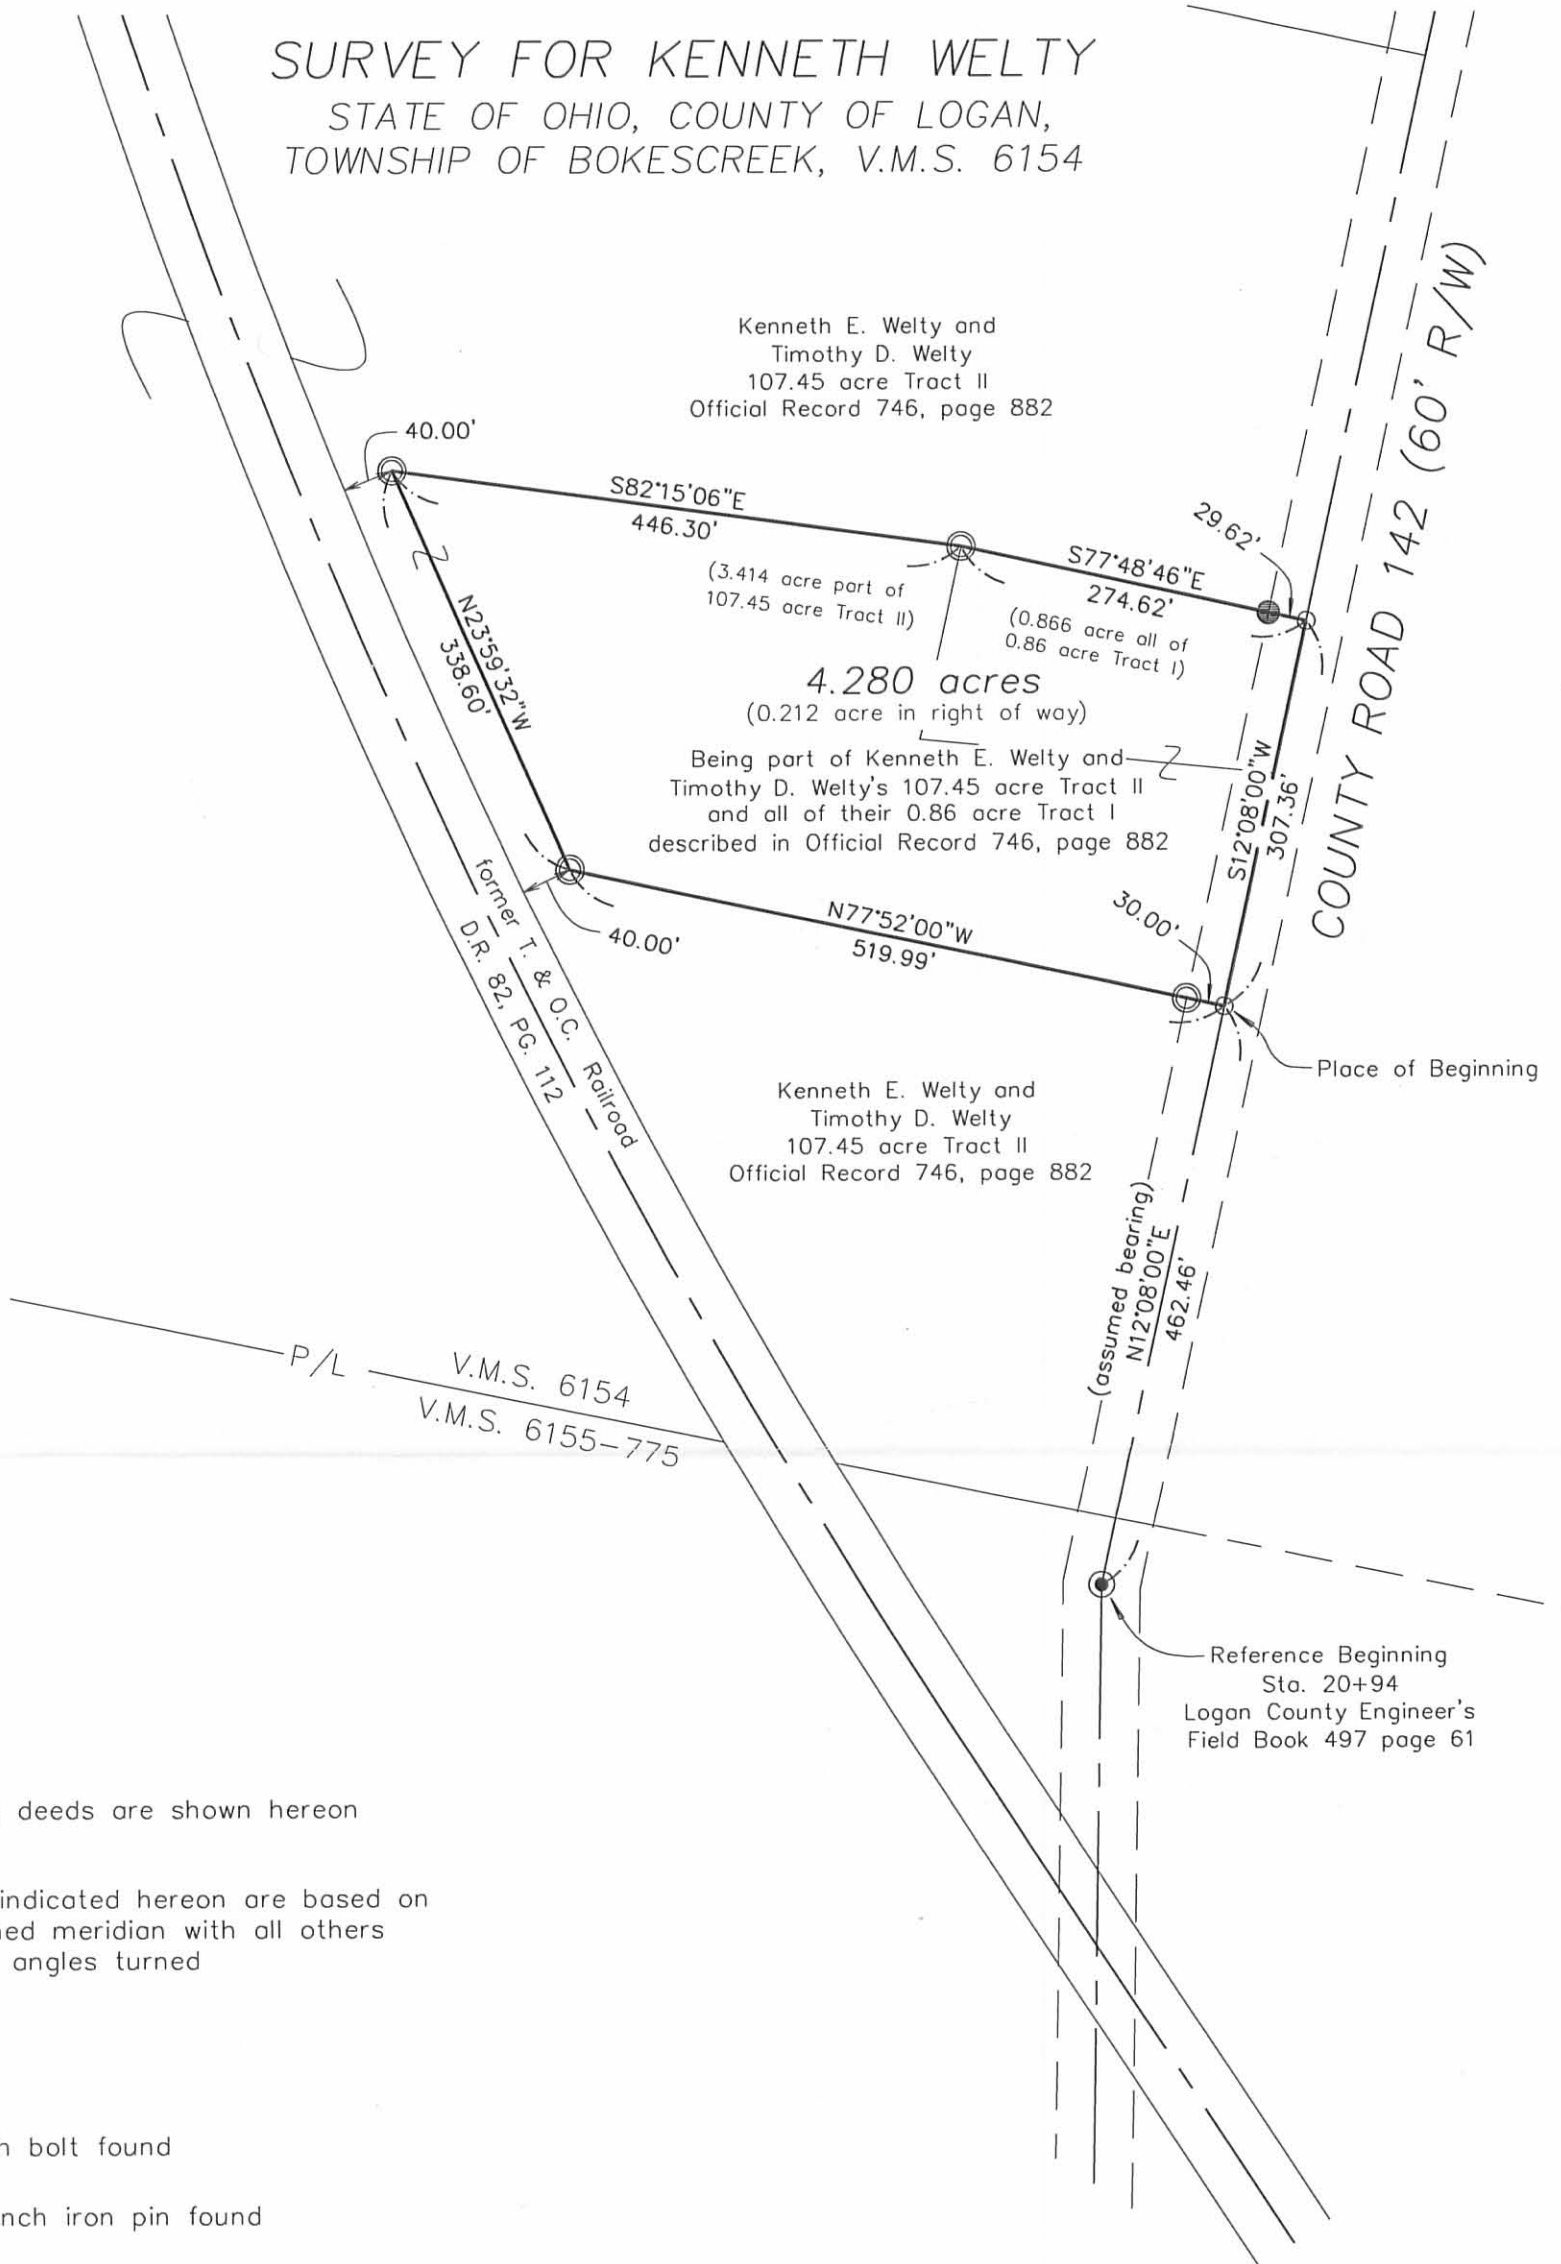 SURVEY FOR KENNETH WELTY
STATE OF OHIO, COUNTY OF LOGAN,
TOWNSHIP OF BOKESCREEK, V.M.S. 6154
Kenneth E. Welty and
Timothy D. Welty
107.45 acre Tract II
Official Record 746, page 882
COUNTY ROAD 142 (60' R/W)
40.00'
S82°15'06"E
446.30'
29.62'
S77°48'46"E
274.62'
(3.414 acre part of
107.45 acre Tract II)
(0.866 acre all of
0.86 acre Tract I)
N23°59'32"W
338.60'
4.280 acres
(0.212 acre in right of way)
Being part of Kenneth E. Welty and
Timothy D. Welty's 107.45 acre Tract II
and all of their 0.86 acre Tract I
described in Official Record 746, page 882
S12°08'00"W
307.36'
former T. & O.C. Railroad
D.R. 82, PG. 112
40.00'
N77°52'00"W
519.99'
30.00'
Place of Beginning
Kenneth E. Welty and
Timothy D. Welty
107.45 acre Tract II
Official Record 746, page 882
(assumed bearing)
N12°08'00"E
462.46'
P/L
V.M.S. 6154
V.M.S. 6155-775
Reference Beginning
Sta. 20+94
Logan County Engineer's
Field Book 497 page 61
deeds are shown hereon
indicated hereon are based on
ned meridian with all others
angles turned
n bolt found
nch iron pin found